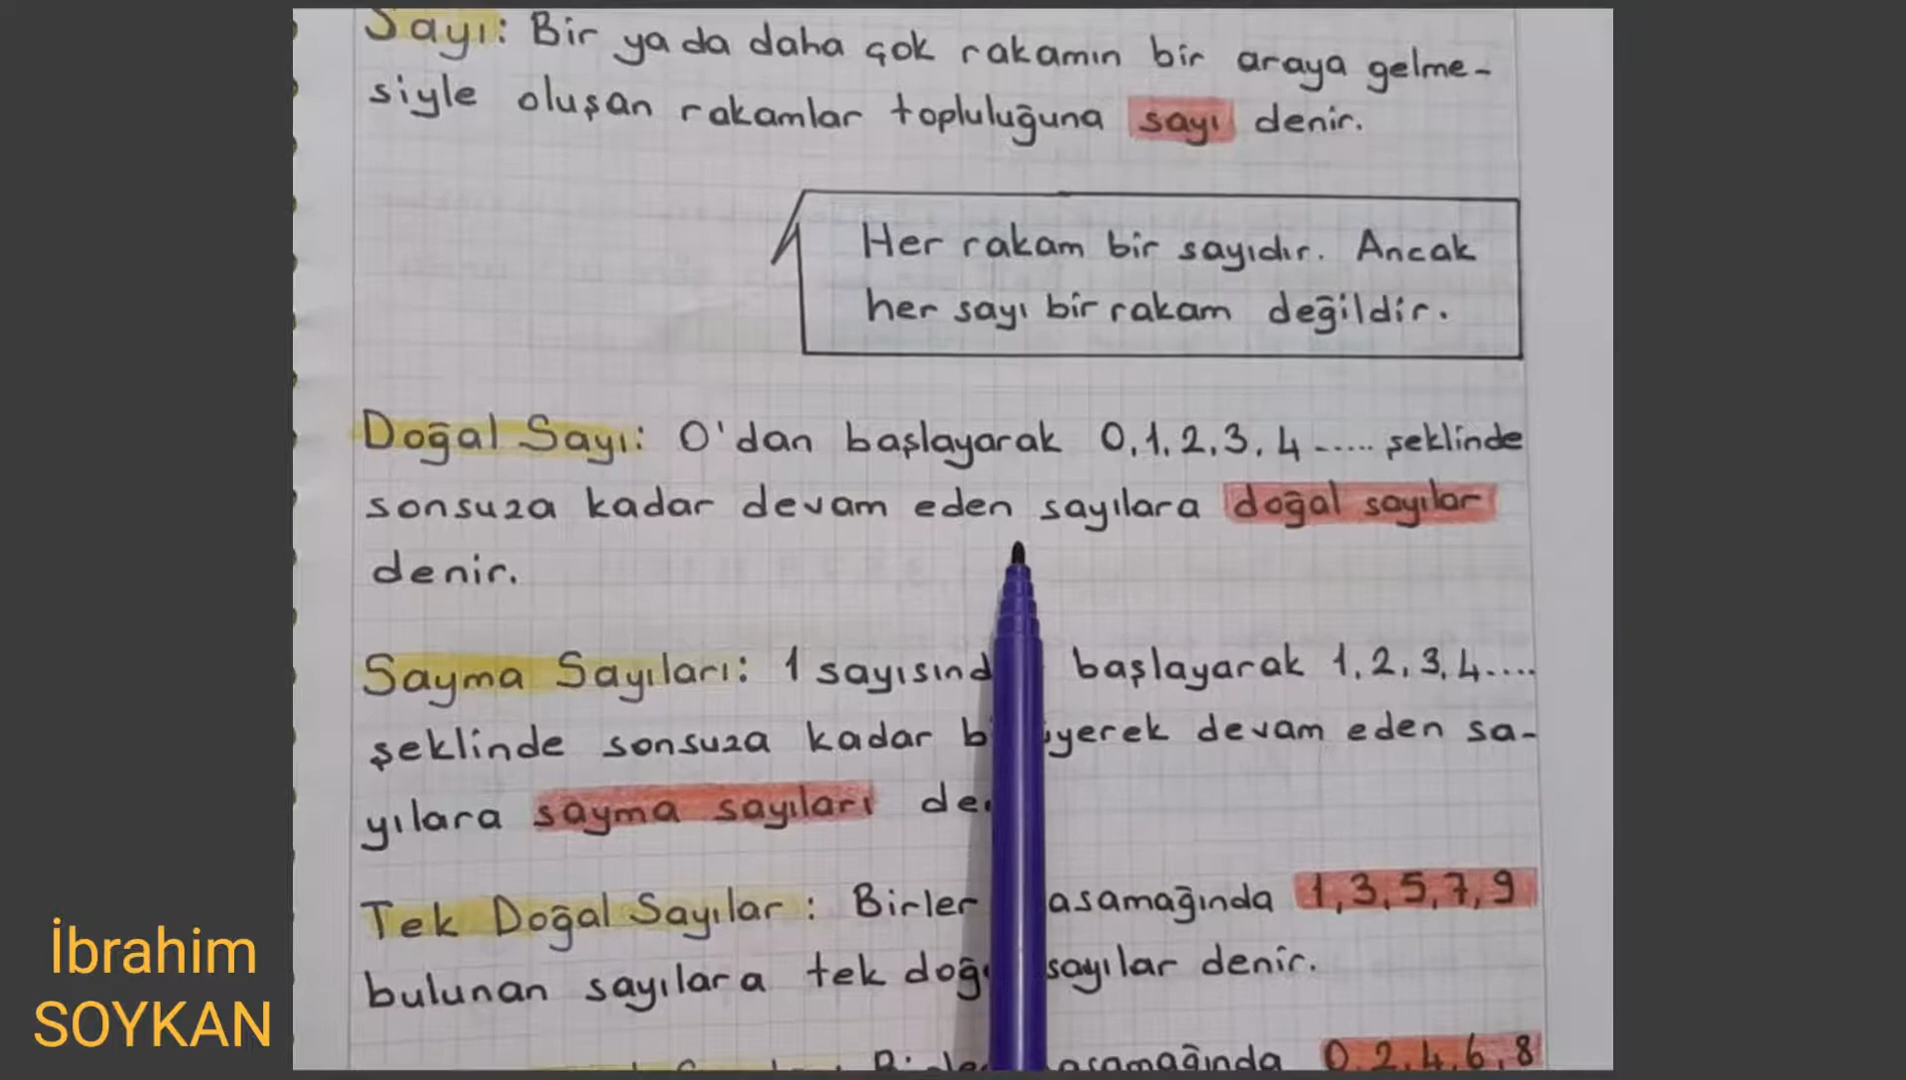 Sayı: Bir ya da daha çok rakamın bir araya gelme-
siyle oluşan rakamlar topluluğuna sayı denir.
Her rakam bir sayıdır. Ancak
her sayı bir rakam değildir.
Doğal Sayı: 0'dan başlayarak 0,1,2,3,4..... şeklinde
sonsuza kadar devam eden sayılara doğal sayılar
denir.
Sayma Sayıları: 1 sayısınd başlayarak 1,2,3,4....
şeklinde sonsuza kadar devam eden sa-
yılara sayma sayıları
Tek Doğal Sayılar: Birler basamağında 1,3,5,7,9
bulunan sayılara tek doğal sayılar denir.
basamağında 0,2,4,6,8
İbrahim
SOYKAN